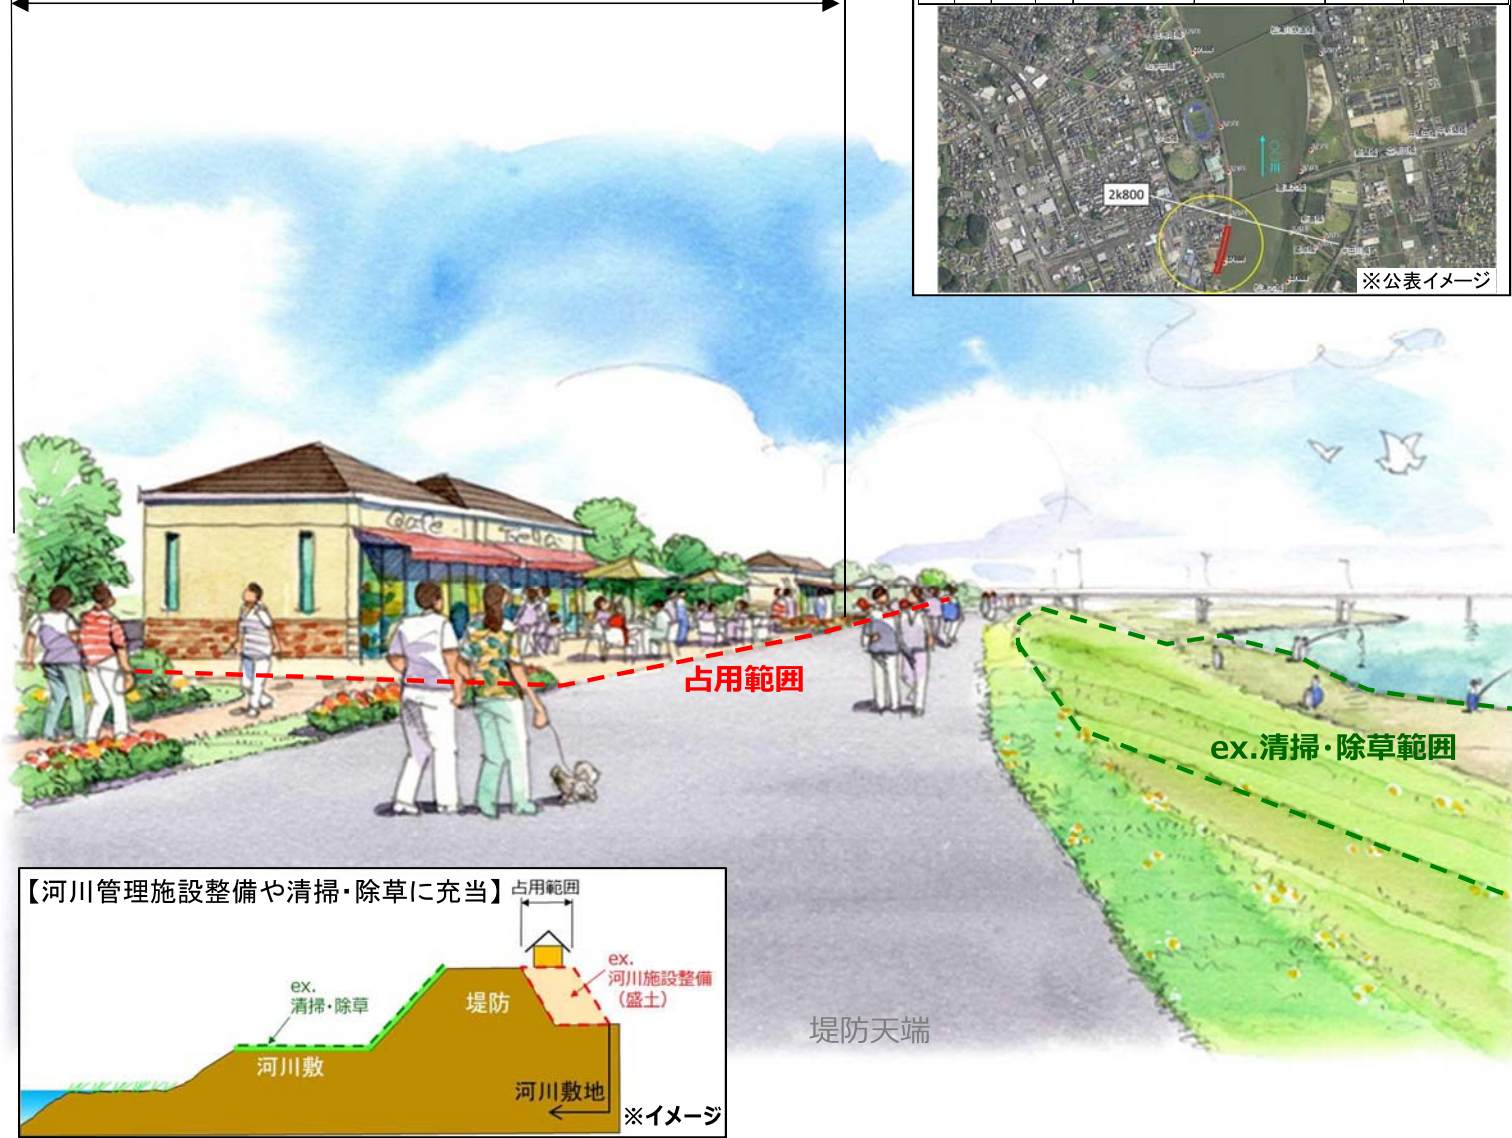 2k800
※公表イメージ
Cafe
占用範囲
ex.清掃・除草範囲
【河川管理施設整備や清掃・除草に充当】
占用範囲
ex.
河川施設整備
（盛土）
ex.
清掃・除草
堤防
河川敷
河川敷地
※イメージ
堤防天端